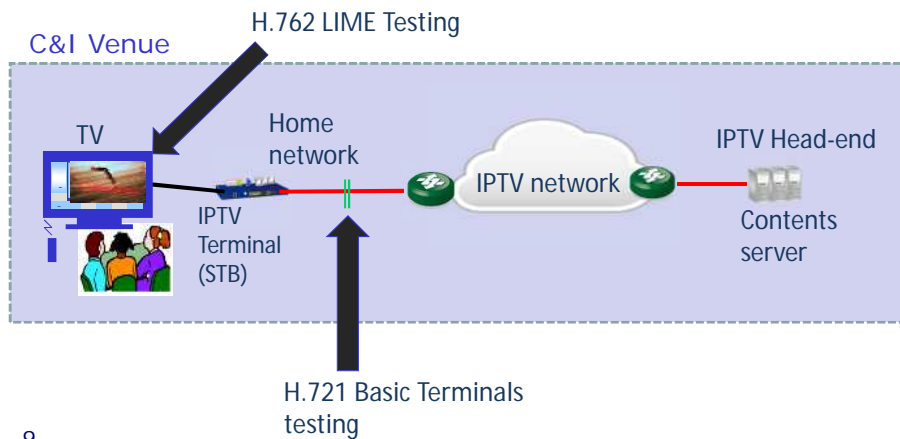 H.762 LIME Testing
C&I Venue
TV
Home
network
IPTV
Terminal
(STB)
IPTV network
IPTV Head-end
Contents
server
H.721 Basic Terminals
testing